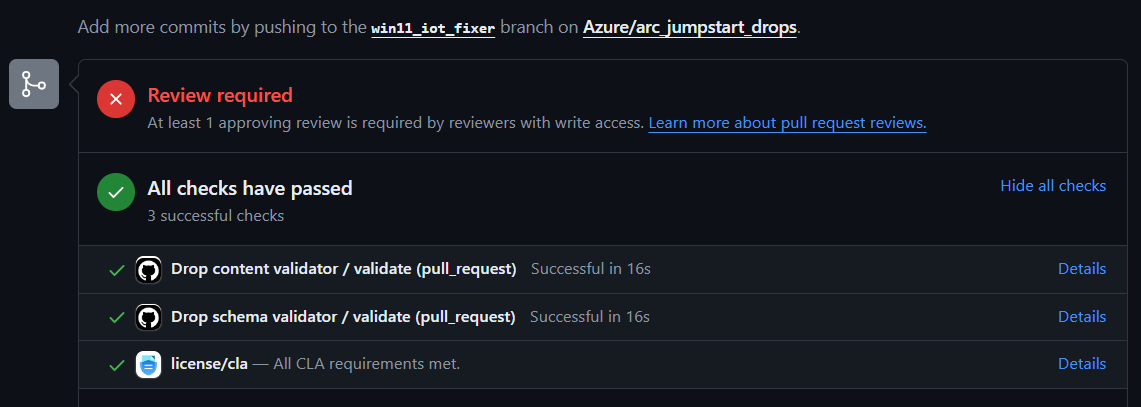 Add more commits by pushing to the win11_iot_fixer branch on Azure/arc_jumpstart_drops.
Review required
At least 1 approving review is required by reviewers with write access. Learn more about pull request reviews.
All checks have passed
Hide all checks
3 successful checks
Drop content validator / validate (pull_request) Successful in 16s Details
Drop schema validator / validate (pull_request) Successful in 16s Details
license/cla — All CLA requirements met. Details